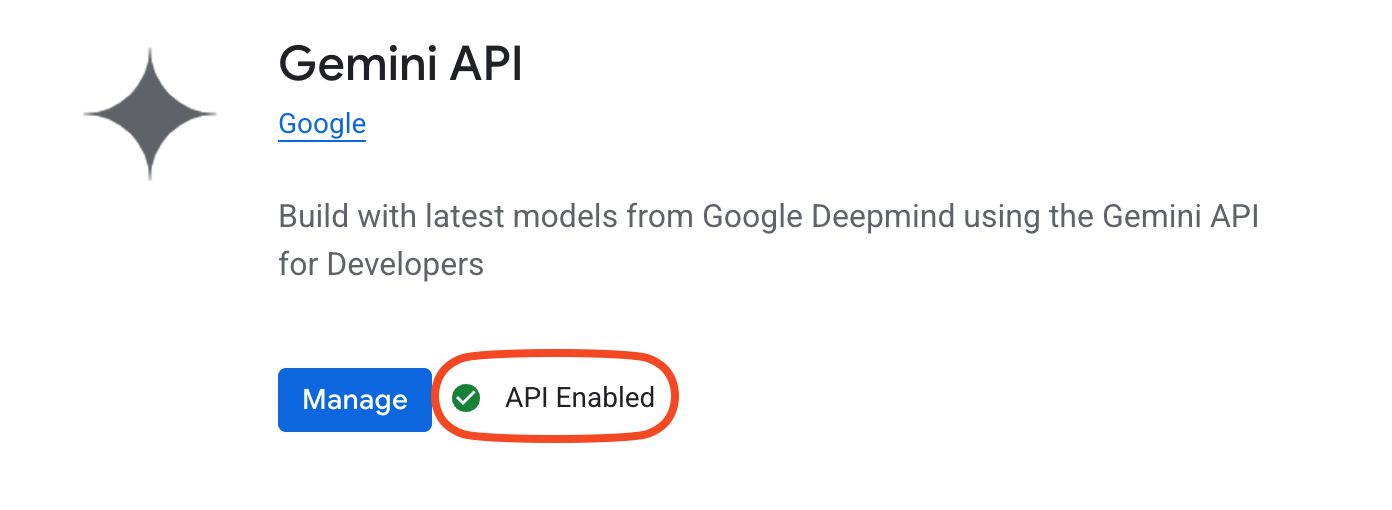 Gemini API
Google
Build with latest models from Google Deepmind using the Gemini API
for Developers
Manage
API Enabled